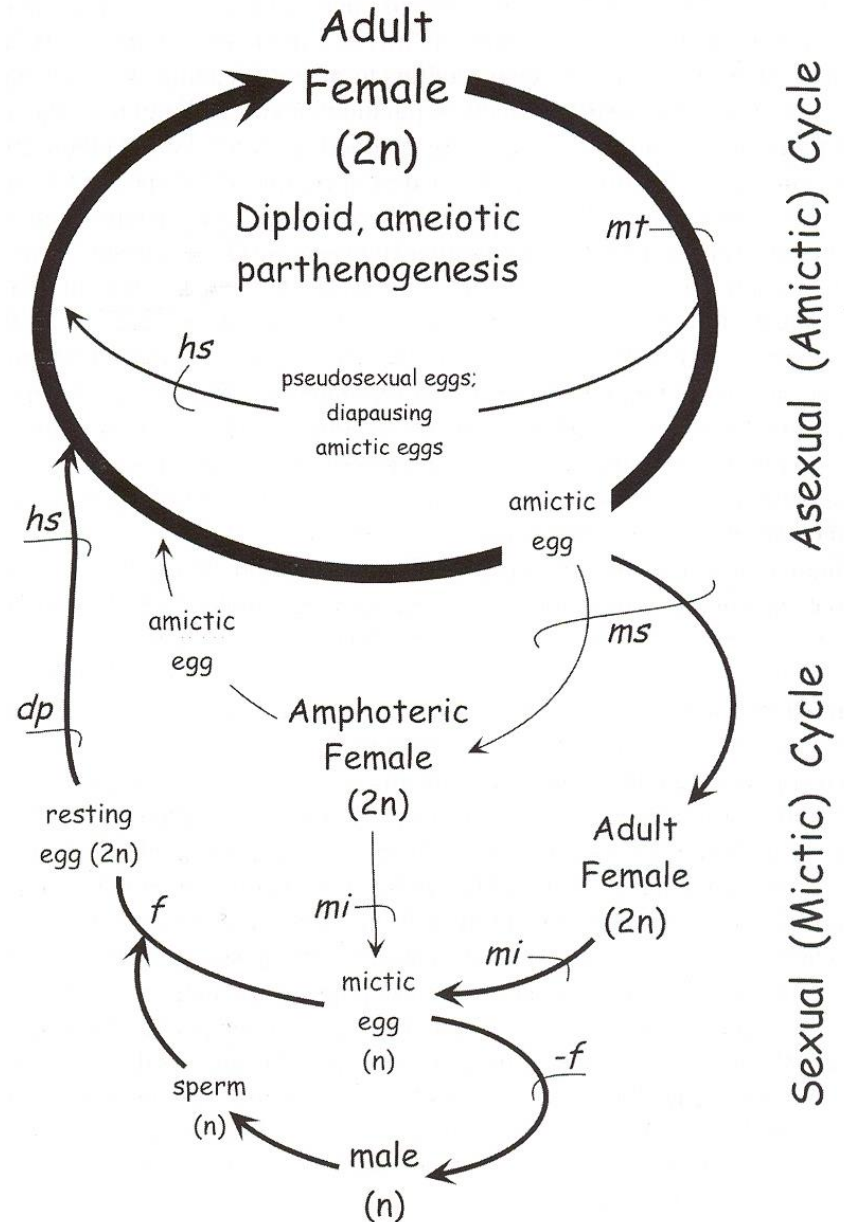 Adult
Female
(2n)
Diploid, ameiotic
parthenogenesis
mt
hs
pseudosexual eggs;
diapausing
amictic eggs
amictic
egg
hs
amictic
egg
ms
dp
Amphoteric
Female
(2n)
resting
egg (2n)
Adult
Female
(2n)
f
mi
mi
mictic
egg
(n)
-f
sperm
(n)
male
(n)
Asexual (Amictic) Cycle
Sexual (Mictic) Cycle